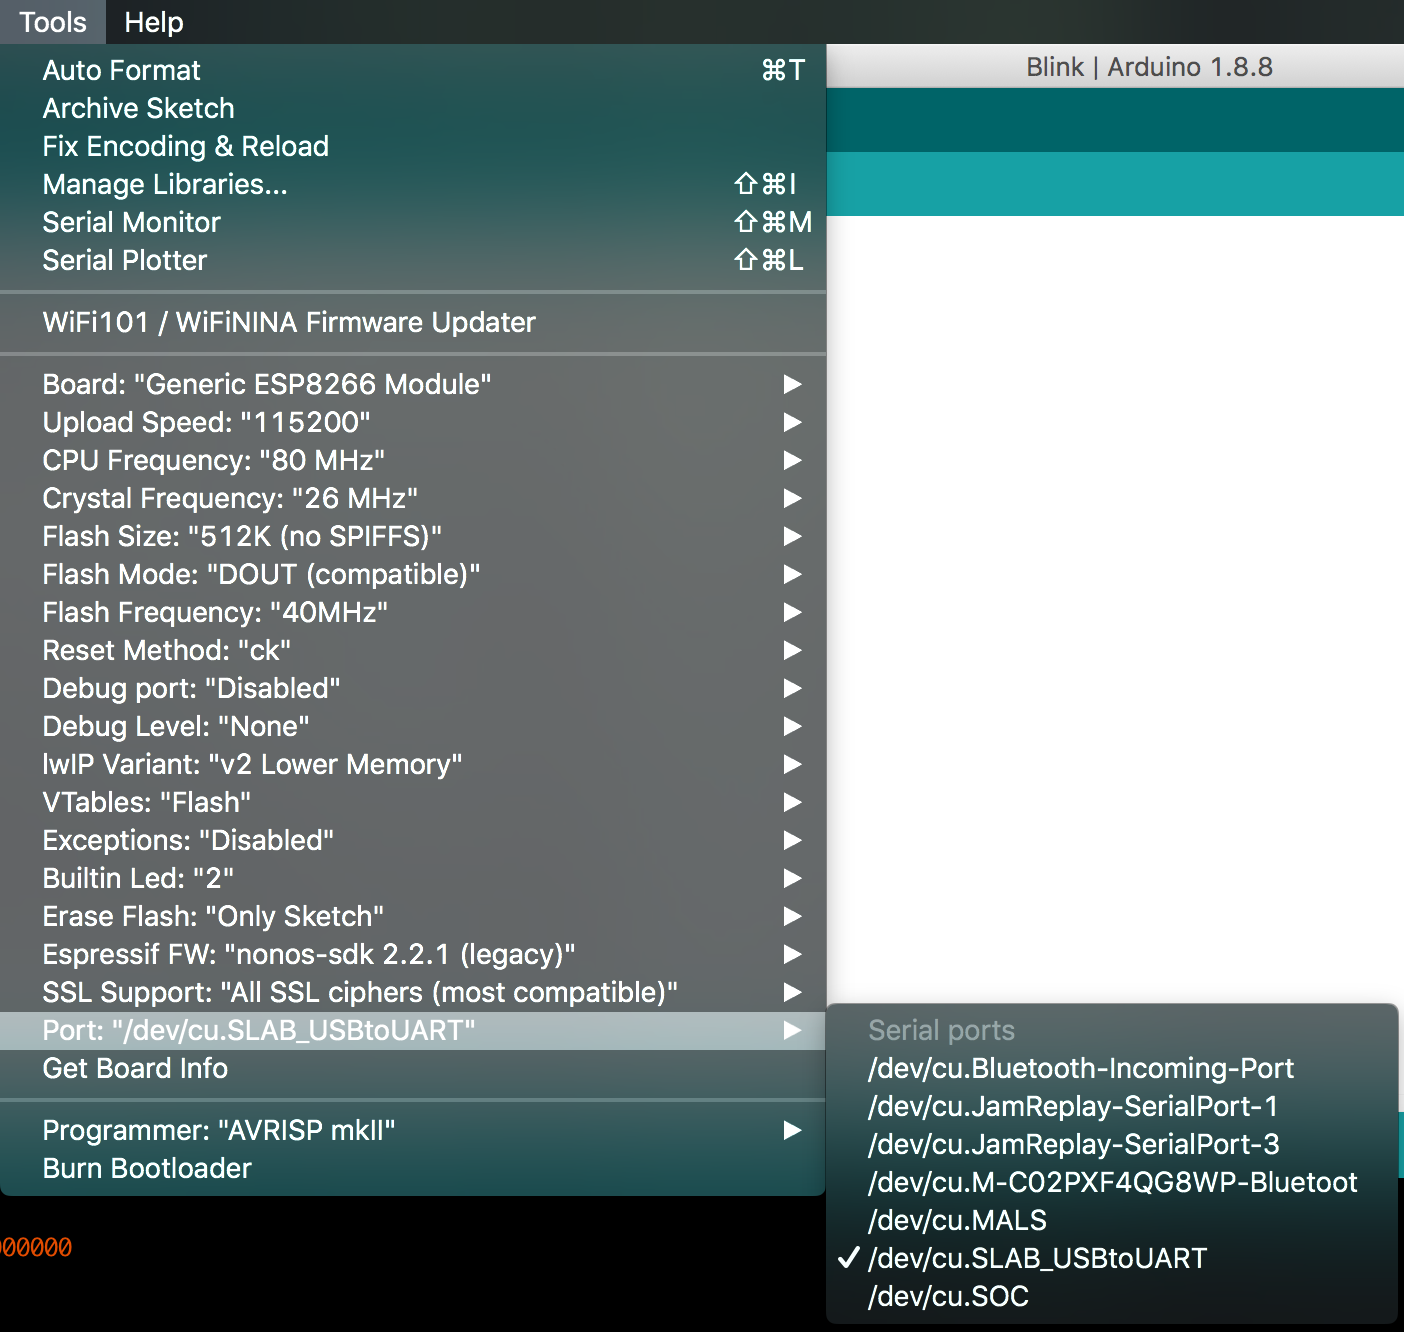 Tools Help
Blink | Arduino 1.8.8
Auto Format ⌘T
Archive Sketch
Fix Encoding & Reload
Manage Libraries... ⇧⌘I
Serial Monitor ⇧⌘M
Serial Plotter ⇧⌘L
WiFi101 / WiFiNINA Firmware Updater
Board: "Generic ESP8266 Module"
Upload Speed: "115200"
CPU Frequency: "80 MHz"
Crystal Frequency: "26 MHz"
Flash Size: "512K (no SPIFFS)"
Flash Mode: "DOUT (compatible)"
Flash Frequency: "40MHz"
Reset Method: "ck"
Debug port: "Disabled"
Debug Level: "None"
lwIP Variant: "v2 Lower Memory"
VTables: "Flash"
Exceptions: "Disabled"
Builtin Led: "2"
Erase Flash: "Only Sketch"
Espressif FW: "nonos-sdk 2.2.1 (legacy)"
SSL Support: "All SSL ciphers (most compatible)"
Port: "/dev/cu.SLAB_USBtoUART"
Get Board Info
Programmer: "AVRISP mkII"
Burn Bootloader
Serial ports
/dev/cu.Bluetooth-Incoming-Port
/dev/cu.JamReplay-SerialPort-1
/dev/cu.JamReplay-SerialPort-3
/dev/cu.M-C02PXF4QG8WP-Bluetoot
/dev/cu.MALS
✓ /dev/cu.SLAB_USBtoUART
/dev/cu.SOC
000000